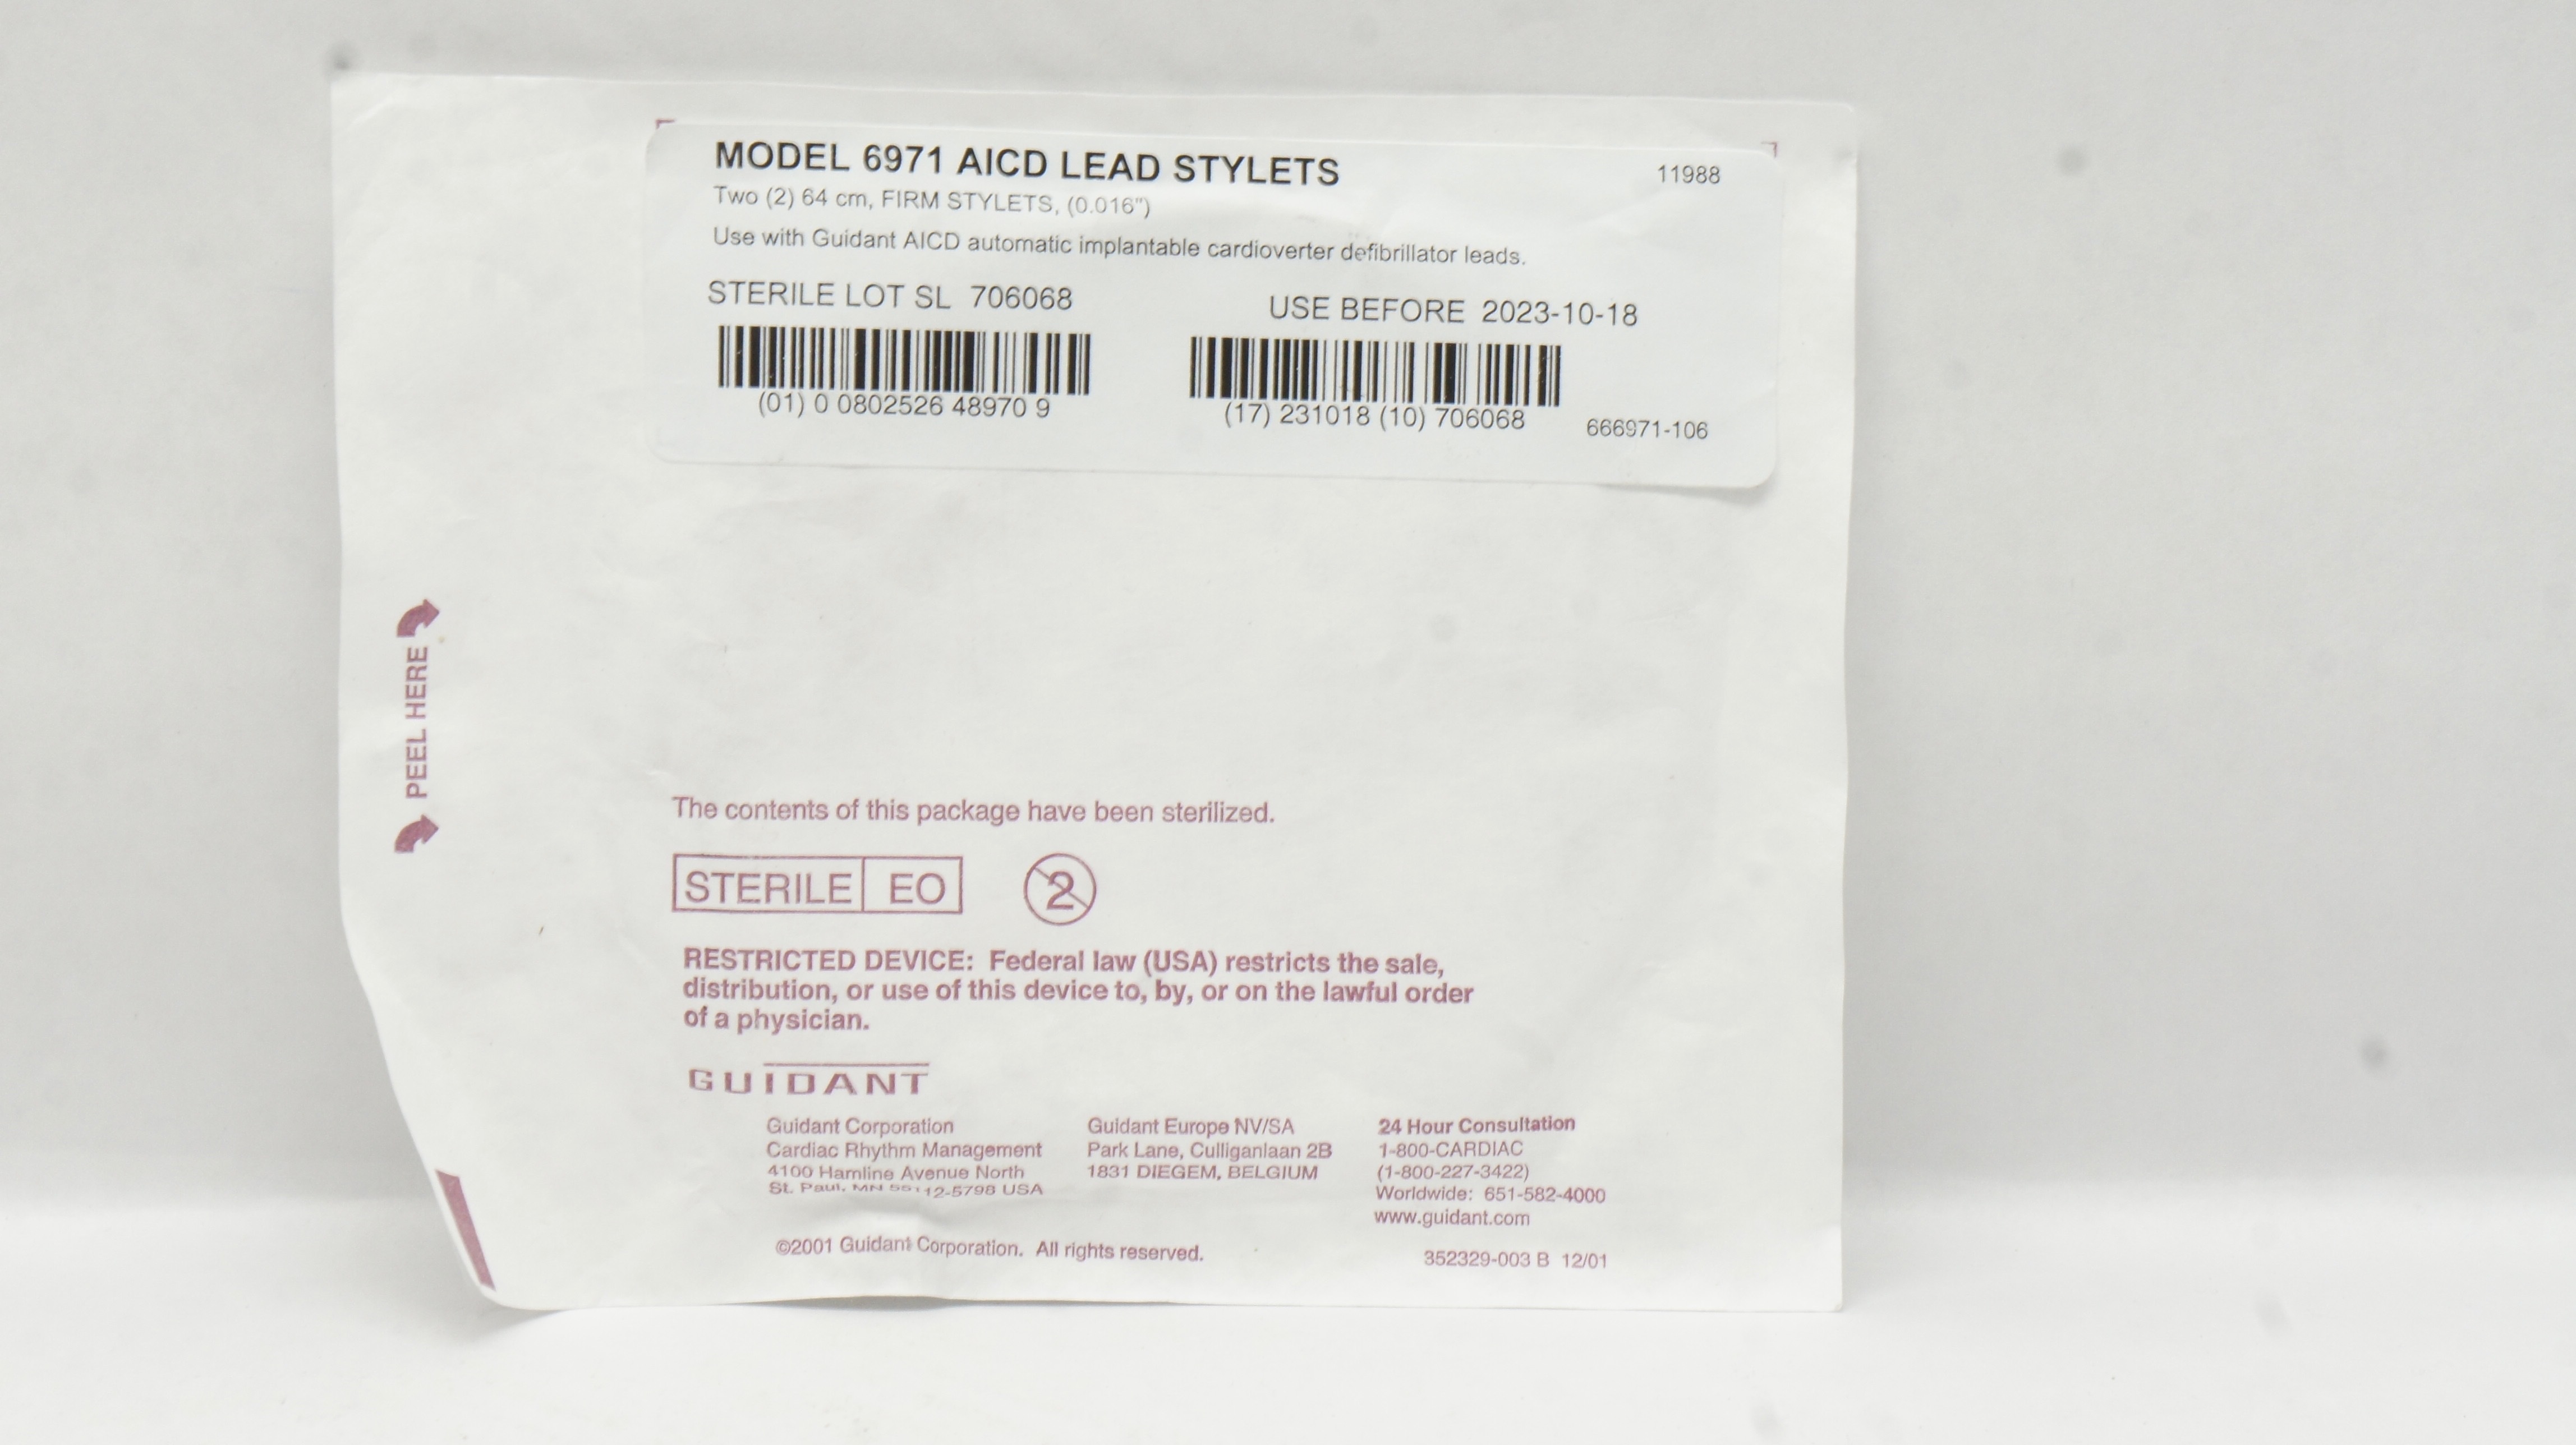 MODEL 6971 AICD LEAD STYLETS
11988
Two (2) 64 cm, FIRM STYLETS, (0.016")
Use with Guidant AICD automatic implantable cardioverter defibrillator leads.
STERILE LOT SL 706068
USE BEFORE 2023-10-18
(01) 0 0802526 48970 9
(17) 231018 (10) 706068
666971-106
PEEL HERE
The contents of this package have been sterilized.
STERILE EO
2
RESTRICTED DEVICE: Federal law (USA) restricts the sale,
distribution, or use of this device to, by, or on the lawful order
of a physician.
GUIDANT
Guidant Corporation
Cardiac Rhythm Management
4100 Hamline Avenue North
St. Paul, MN 55112-5798 USA
Guidant Europe NV/SA
Park Lane, Culliganlaan 2B
1831 DIEGEM, BELGIUM
24 Hour Consultation
1-800-CARDIAC
(1-800-227-3422)
Worldwide: 651-582-4000
www.guidant.com
©2001 Guidant Corporation. All rights reserved.
352329-003 B 12/01